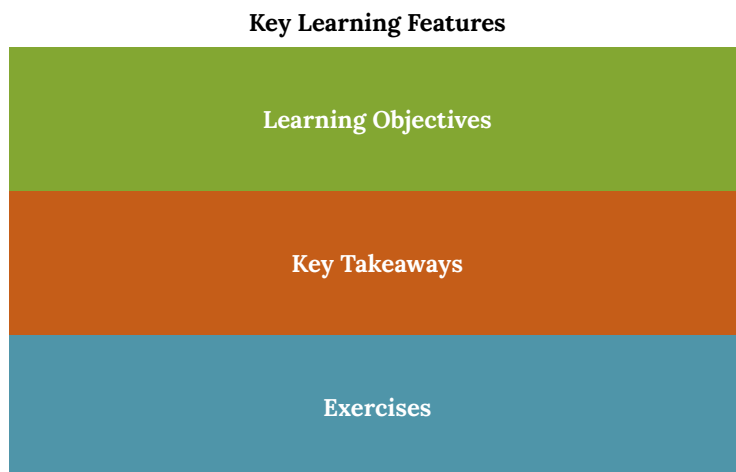 Key Learning Features
Learning Objectives
Key Takeaways
Exercises